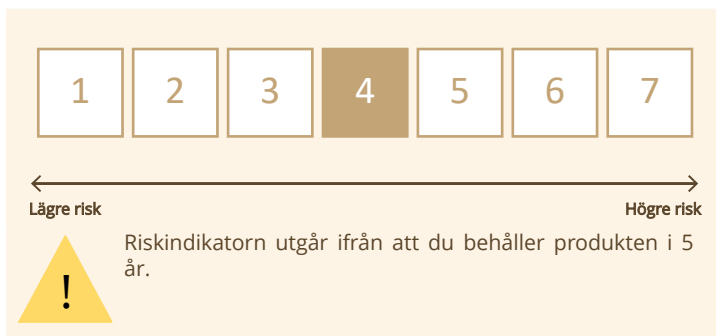 1 2 3 4 5 6 7
Lägre risk Högre risk
Riskindikatorn utgår ifrån att du behåller produkten i 5
år.
!